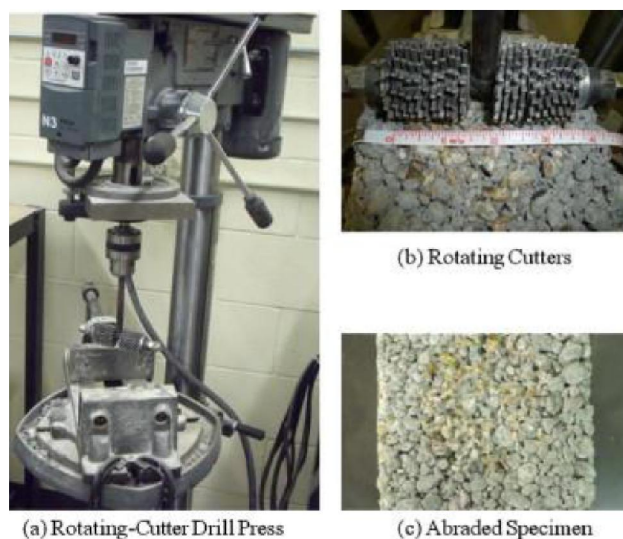 N3
(b) Rotating Cutters
(a) Rotating-Cutter Drill Press
(c) Abraded Specimen